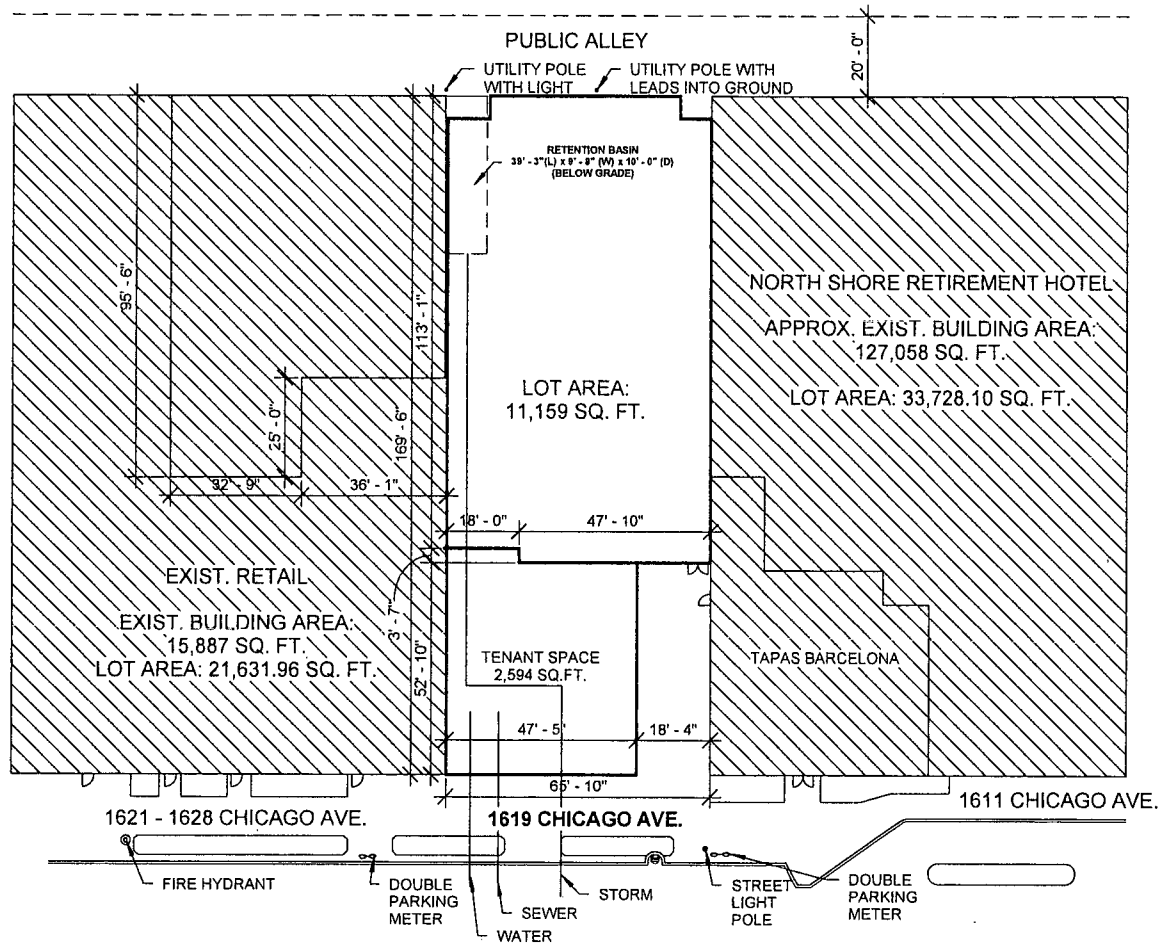 PUBLIC ALLEY
20' - 0"
UTILITY POLE
WITH LIGHT
UTILITY POLE WITH
LEADS INTO GROUND
RETENTION BASIN
39' - 3"(L) x 9' - 8" (W) x 10' - 0" (D)
(BELOW GRADE)
95' - 6"
113' - 1"
169' - 6"
25' - 0"
32' - 9"
36' - 1"
LOT AREA:
11,159 SQ. FT.
NORTH SHORE RETIREMENT HOTEL
APPROX. EXIST. BUILDING AREA:
127,058 SQ. FT.
LOT AREA: 33,728.10 SQ. FT.
18' - 0"
47' - 10"
EXIST. RETAIL
EXIST. BUILDING AREA:
15,887 SQ. FT.
LOT AREA: 21,631.96 SQ. FT.
3' - 7"
52' - 10"
TENANT SPACE
2,594 SQ.FT.
TAPAS BARCELONA
47' - 5"
18' - 4"
65' - 10"
1621 - 1628 CHICAGO AVE.
1619 CHICAGO AVE.
1611 CHICAGO AVE.
FIRE HYDRANT
DOUBLE
PARKING
METER
WATER
SEWER
STORM
STREET
LIGHT
POLE
DOUBLE
PARKING
METER